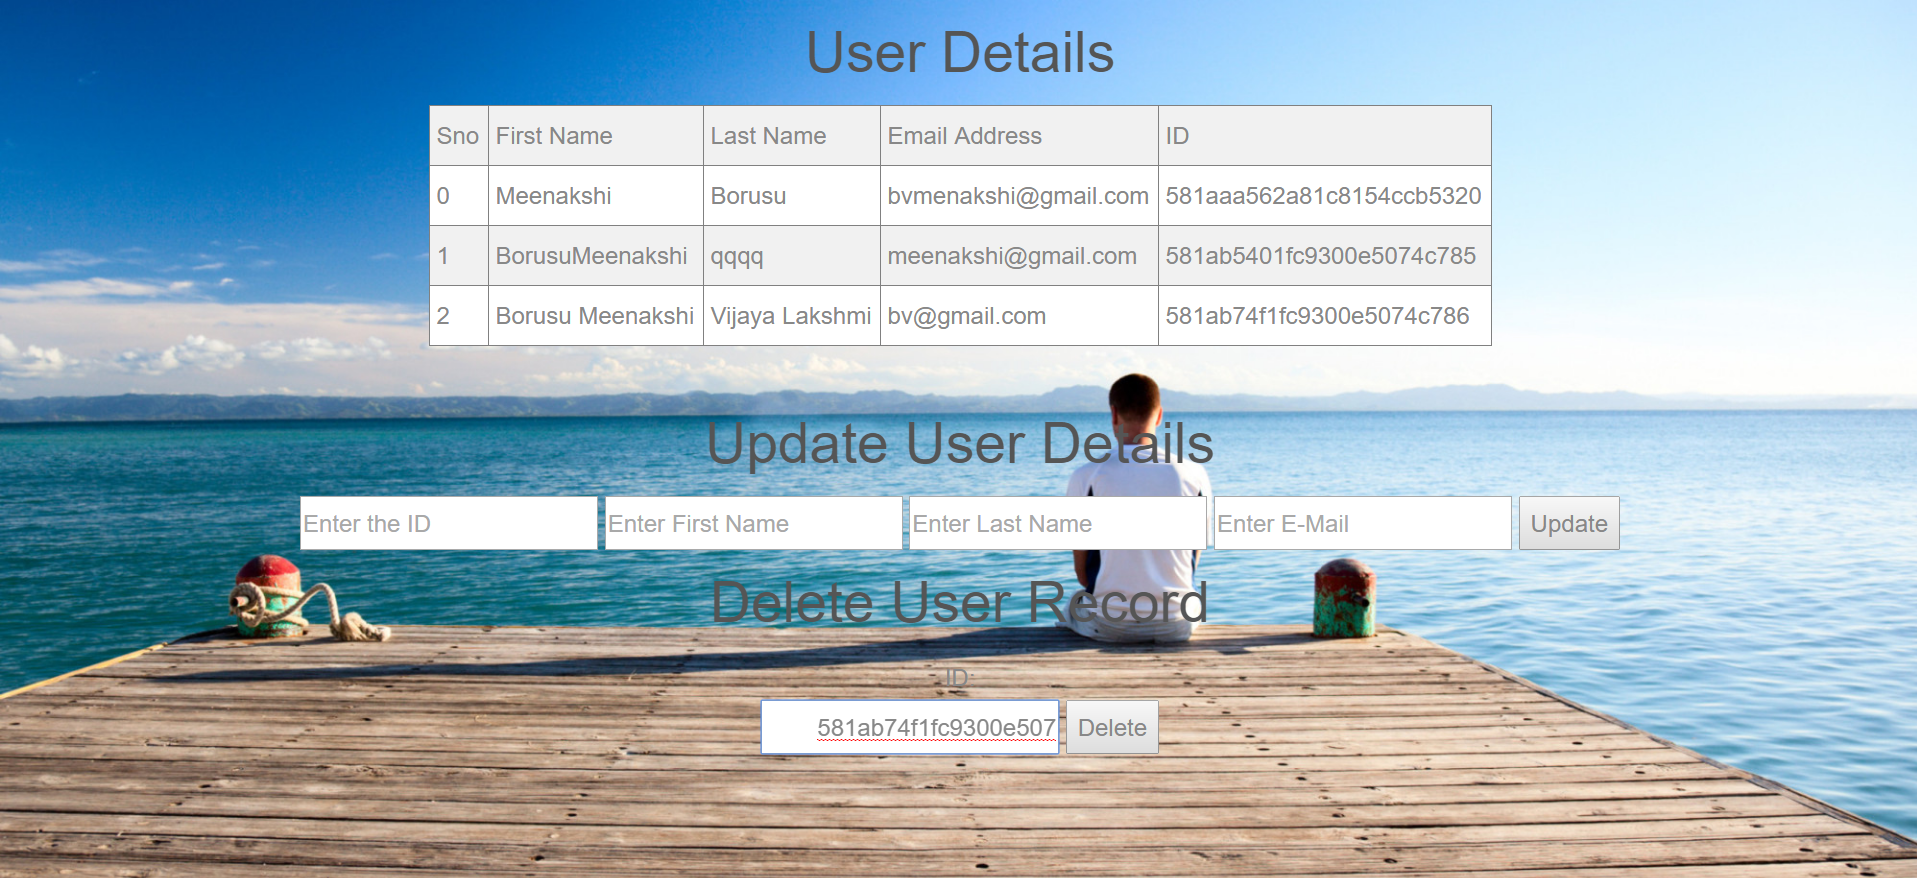 User Details
Sno First Name Last Name Email Address ID
0 Meenakshi Borusu bvmenakshi@gmail.com 581aaa562a81c8154ccb5320
1 BorusuMeenakshi qqqq meenakshi@gmail.com 581ab5401fc9300e5074c785
2 Borusu Meenakshi Vijaya Lakshmi bv@gmail.com 581ab74f1fc9300e5074c786
Update User Details
Enter the ID Enter First Name Enter Last Name Enter E-Mail Update
Delete User Record
ID:
581ab74f1fc9300e507 Delete